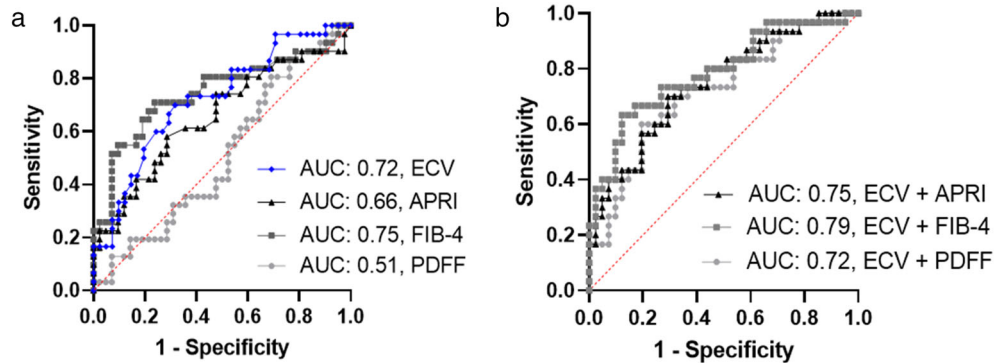 a
1.0
0.8
0.6
0.4
0.2
0.0
Sensitivity
AUC: 0.72, ECV
AUC: 0.66, APRI
AUC: 0.75, FIB-4
AUC: 0.51, PDFF
0.0 0.2 0.4 0.6 0.8 1.0
1 - Specificity
b
1.0
0.8
0.6
0.4
0.2
0.0
Sensitivity
AUC: 0.75, ECV + APRI
AUC: 0.79, ECV + FIB-4
AUC: 0.72, ECV + PDFF
0.0 0.2 0.4 0.6 0.8 1.0
1 - Specificity